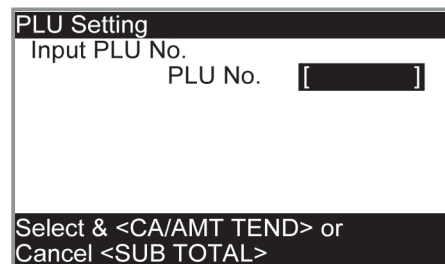 PLU Setting
Input PLU No.
PLU No. [ ]
Select & <CA/AMT TEND> or
Cancel <SUB TOTAL>